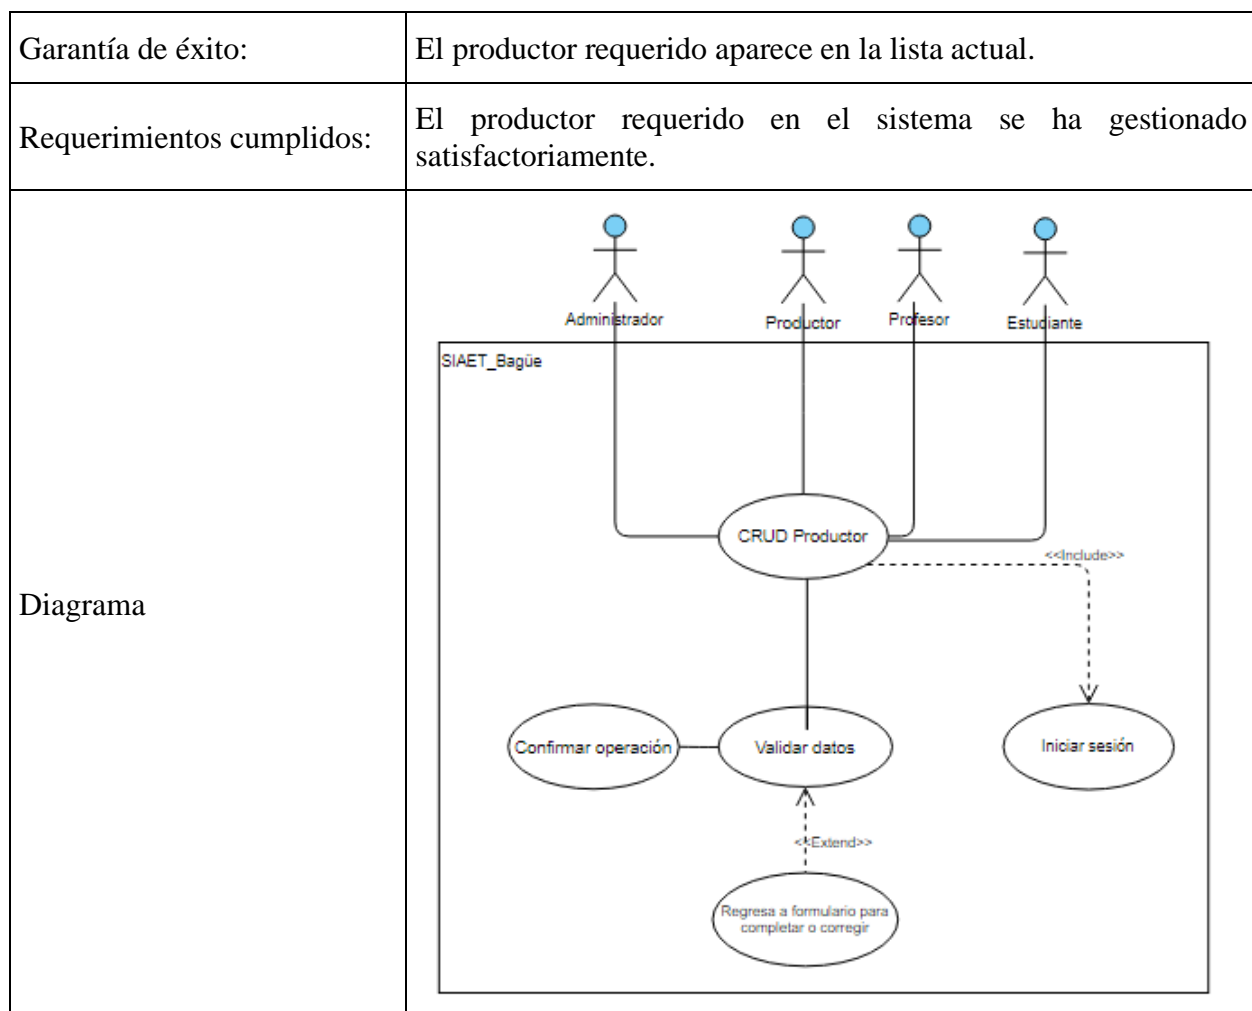 Garantía de éxito:
El productor requerido aparece en la lista actual.
Requerimientos cumplidos:
El productor requerido en el sistema se ha gestionado
satisfactoriamente.
Diagrama
Administrador
Productor
Profesor
Estudiante
SIAET_Bagüe
CRUD Productor
<<Include>>
Confirmar operación
Validar datos
Iniciar sesión
<<Extend>>
Regresa a formulario para
completar o corregir